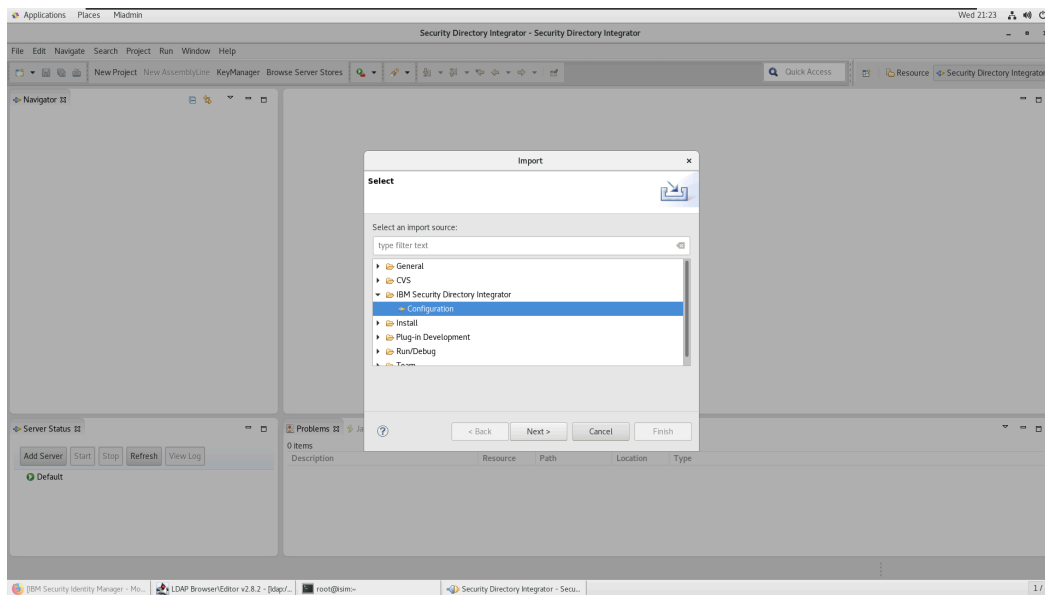 Applications Places Miadmin Wed 21:23
Security Directory Integrator - Security Directory Integrator
File Edit Navigate Search Project Run Window Help
New Project New AssemblyLine KeyManager Browse Server Stores Quick Access Resource Security Directory Integrator
Navigator
Import
Select
Select an import source:
type filter text
General
CVS
IBM Security Directory Integrator
Configuration
Install
Plug-in Development
Run/Debug
Team
< Back Next > Cancel Finish
Server Status
Add Server Start Stop Refresh View Log
Default
Problems Ja
0 items
Description Resource Path Location Type
[IBM Security Identity Manager - Mo... LDAP Browser\Editor v2.8.2 - [ldap:/... root@isim:~ Security Directory Integrator - Secu... 1 /